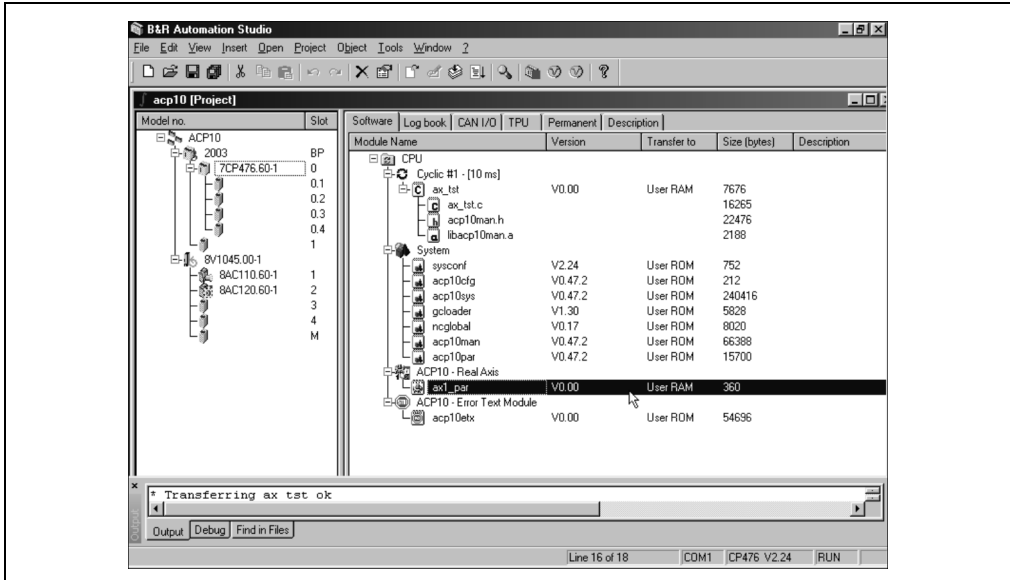 B&R Automation Studio
File Edit View Insert Open Project Object Tools Window ?
acp10 [Project]
Model no. Slot
ACP10
2003 BP
7CP476.60-1 0
0.1
0.2
0.3
0.4
1
8V1045.00-1
8AC110.60-1 1
8AC120.60-1 2
3
4
M
Software Log book CAN I/O TPU Permanent Description
Module Name Version Transfer to Size (bytes) Description
CPU
Cyclic #1 - [10 ms]
ax_tst V0.00 User RAM 7676
ax_tst.c 16265
acp10man.h 22476
libacp10man.a 2188
System
sysconf V2.24 User ROM 752
acp10cfg V0.47.2 User ROM 212
acp10sys V0.47.2 User ROM 240416
gcloader V1.30 User ROM 5828
ncglobal V0.17 User ROM 8020
acp10man V0.47.2 User ROM 66388
acp10par V0.47.2 User ROM 15700
ACP10 - Real Axis
ax1_par V0.00 User RAM 360
ACP10 - Error Text Module
acp10etx V0.00 User ROM 54696
* Transferring ax tst ok
Output
Output Debug Find in Files
Line 16 of 18 COM1 CP476 V2.24 RUN